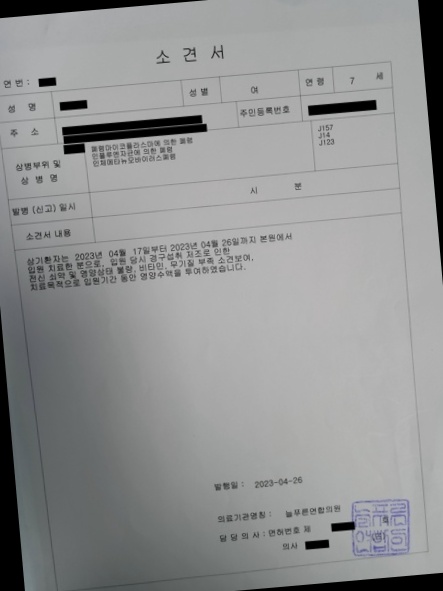 소 견 서
연 번 :
성 명
성 별
여
연 령
7 세
주 소
주민등록번호
상병부위 및
상 병 명
폐렴마이코플라스마에 의한 폐렴
인플루엔자균에 의한 폐렴
인체메타뉴모바이러스폐렴
J157
J14
J123
발병 (신고) 일시
시 분
소견서 내용
상기환자는 2023년 04월 17일부터 2023년 04월 26일까지 본원에서
입원 치료한 분으로, 입원 당시 경구섭취 저조로 인한
전신 쇠약 및 영양상태 불량, 비타민, 무기질 부족 소견보여,
치료목적으로 입원기간 동안 영양수액을 투여하였습니다.
발행일 : 2023-04-26
의료기관명칭 : 늘푸른연합의원
담 당 의 사 : 면허번호 제
의사